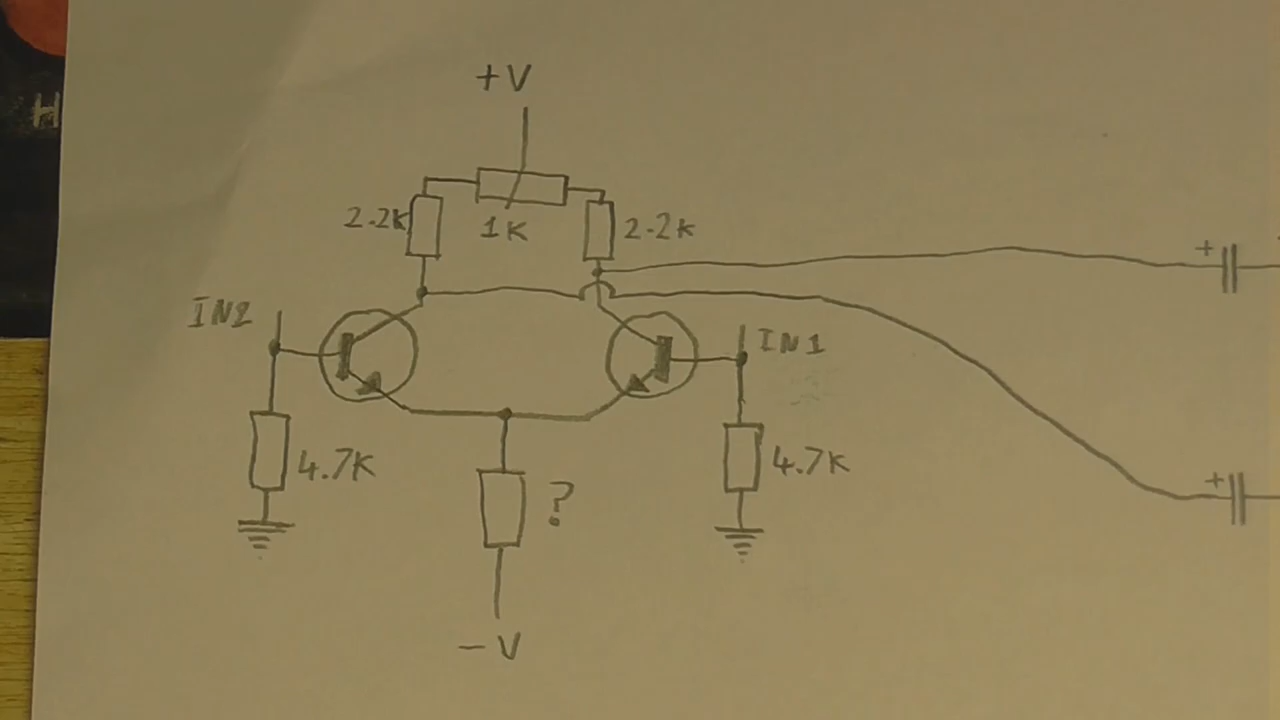 H
+V
2.2K
1K
2.2K
+
IN2
IN1
4.7K
4.7K
+
?
-V